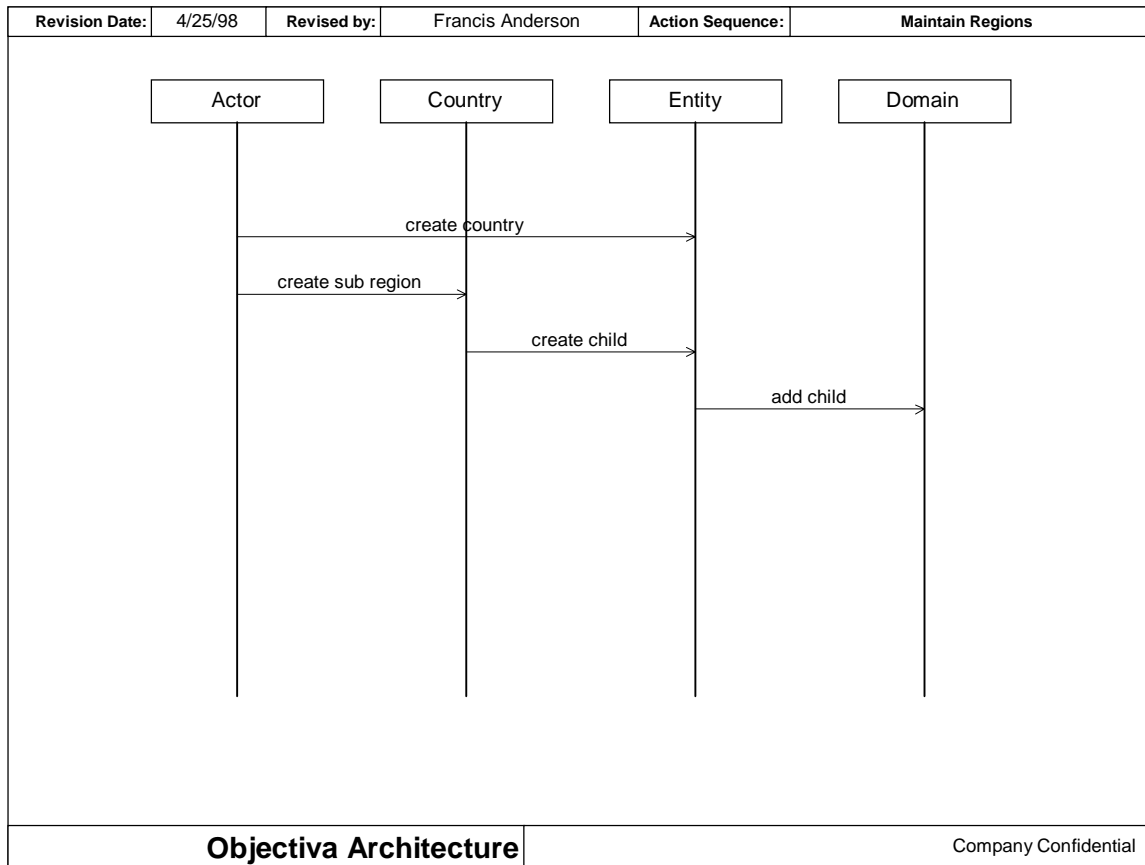 Revision Date: 4/25/98 Revised by: Francis Anderson Action Sequence: Maintain Regions
Actor Country Entity Domain
create country
create sub region
create child
add child
Objectiva Architecture Company Confidential